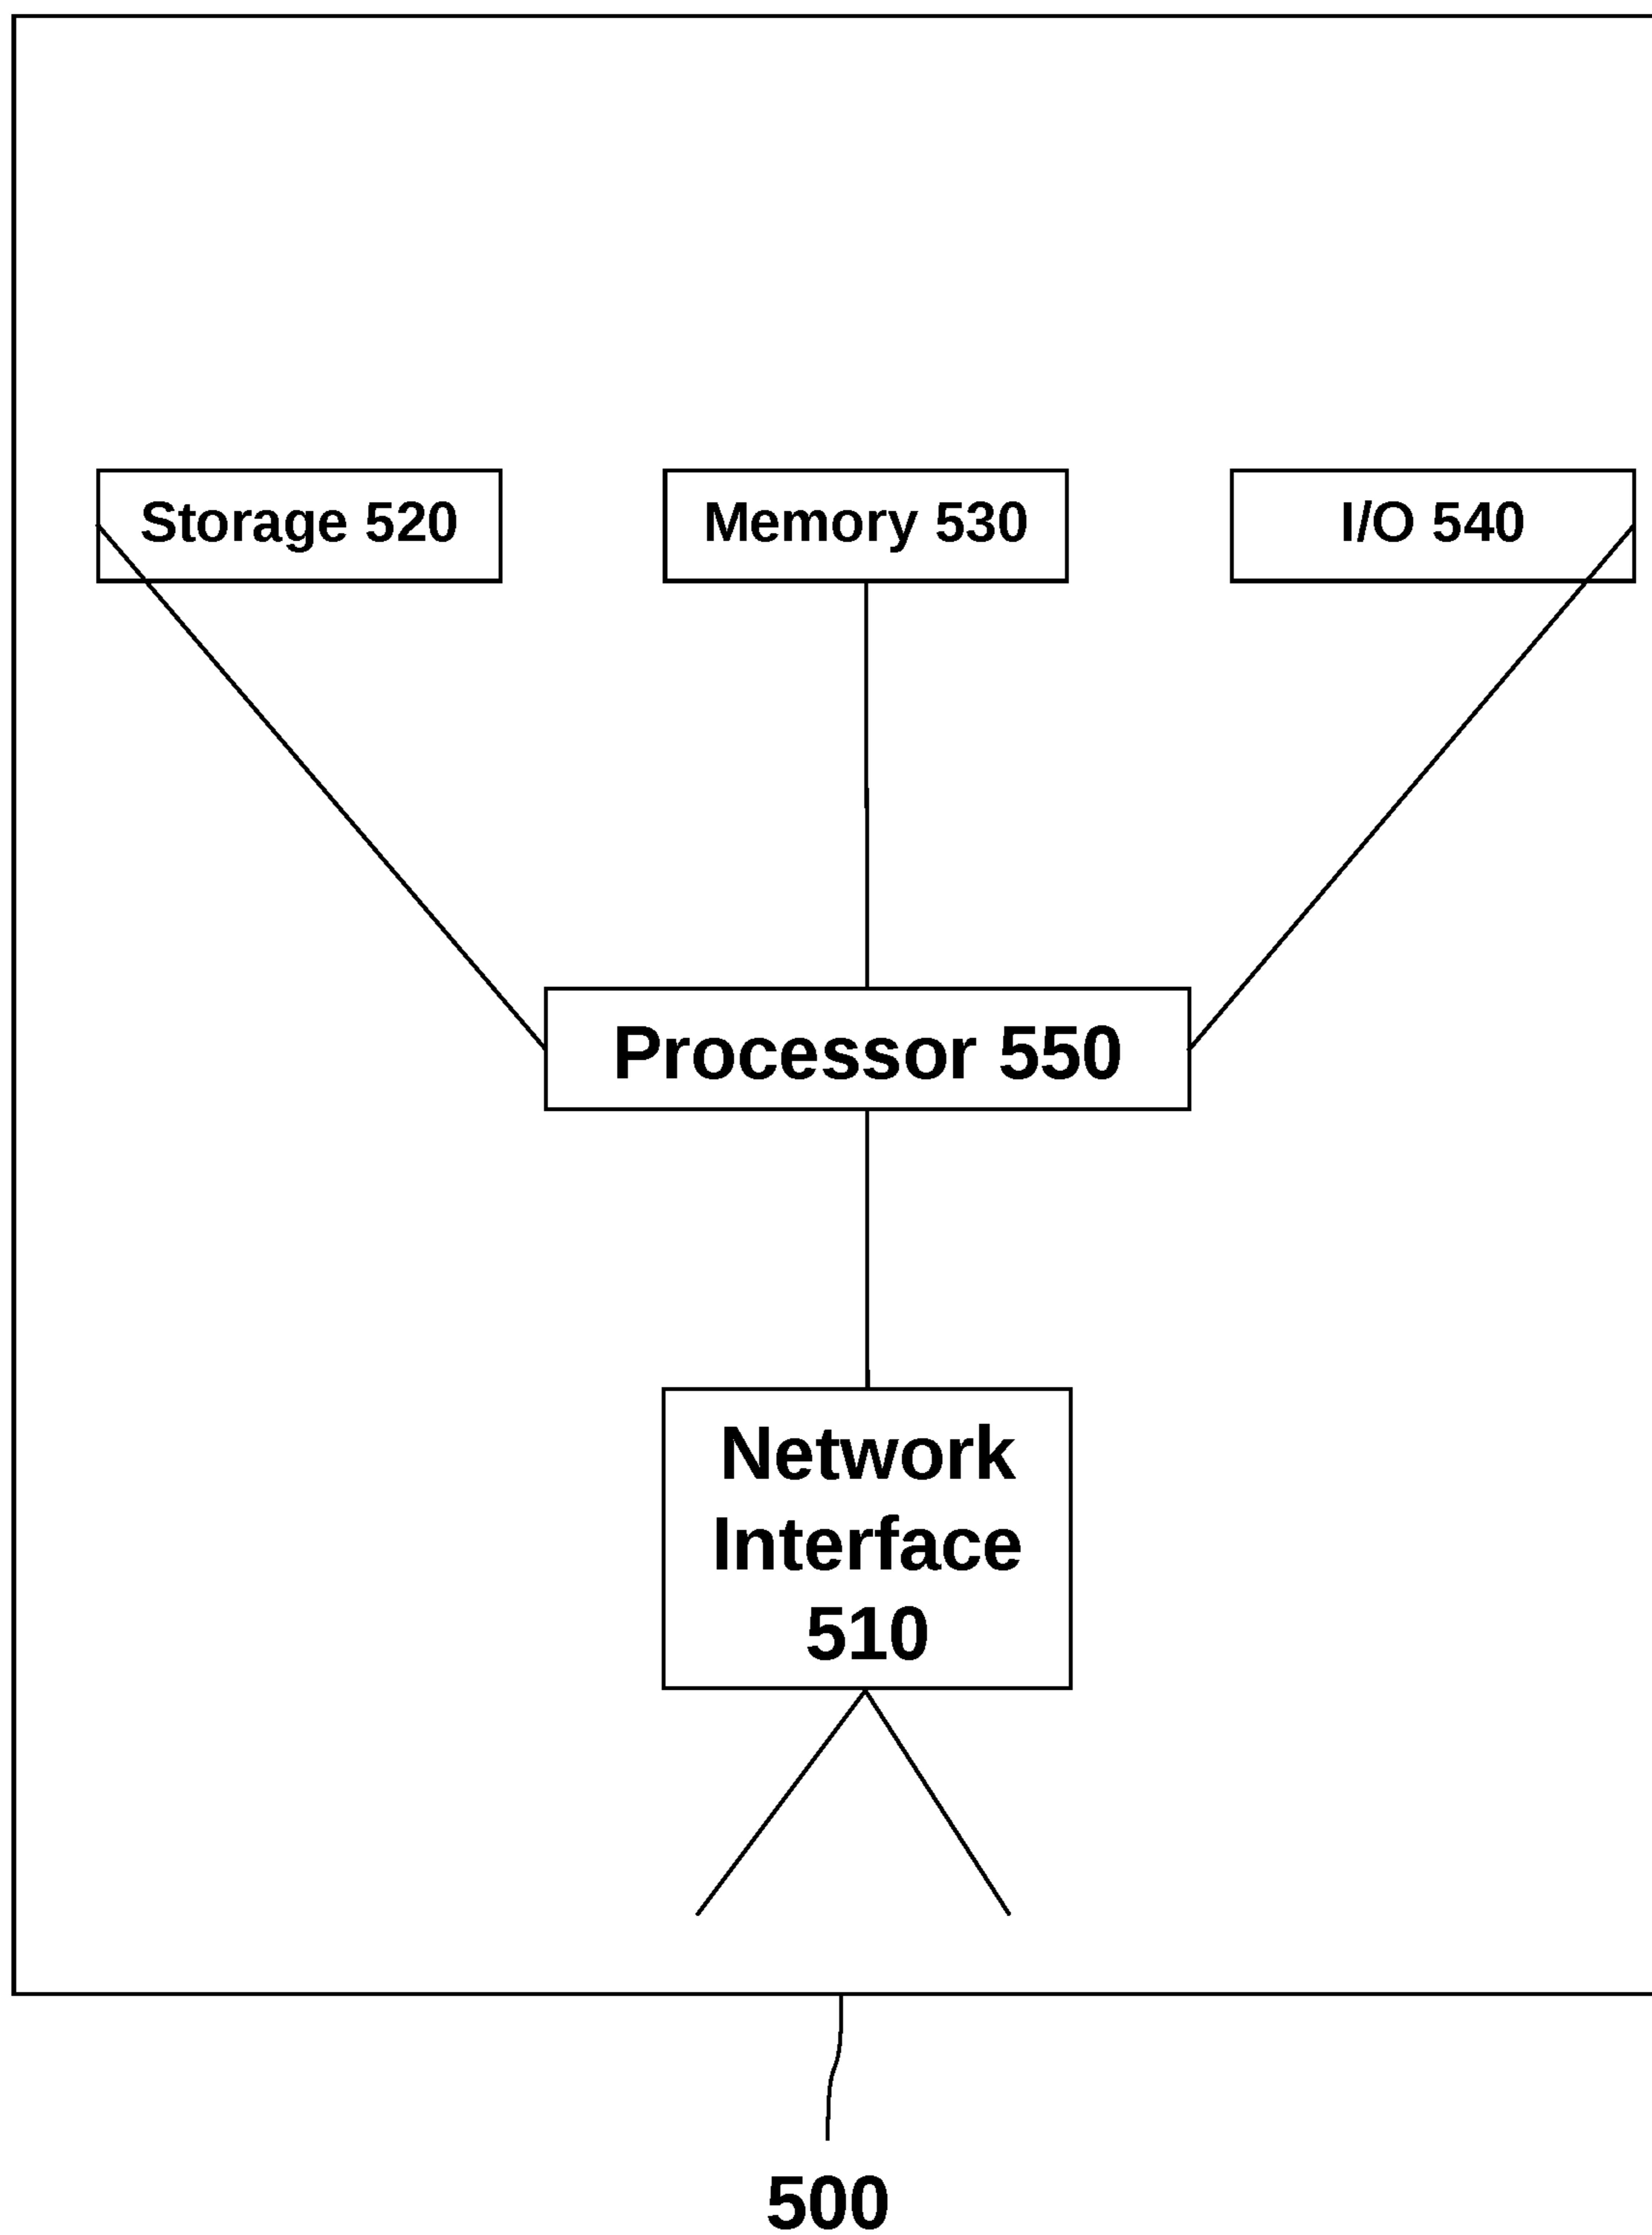 Storage 520
Memory 530
I/O 540
Processor 550
Network
Interface
510
500